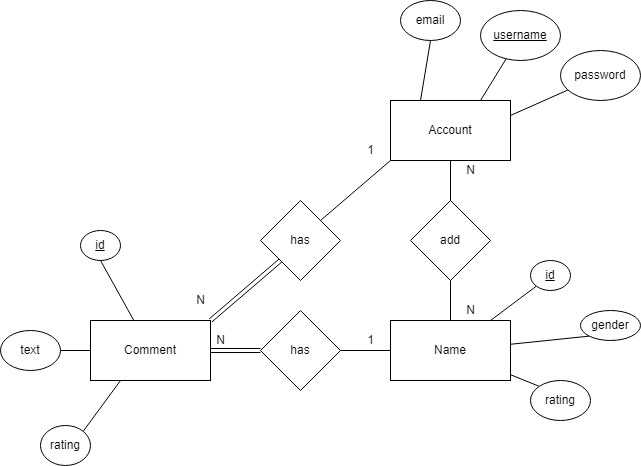 email
username
password
Account
1
N
has
add
id
N
N
id
text
Comment
N
has
1
Name
gender
rating
rating